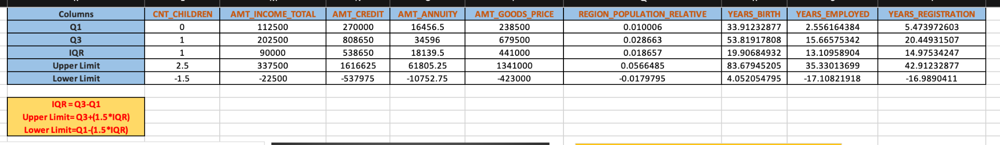 Columns CNT_CHILDREN AMT_INCOME_TOTAL AMT_CREDIT AMT_ANNUITY AMT_GOODS_PRICE REGION_POPULATION_RELATIVE YEARS_BIRTH YEARS_EMPLOYED YEARS_REGISTRATION
Q1 0 112500 270000 16456.5 238500 0.010006 33.91232877 2.556164384 5.473972603
Q3 1 202500 808650 34596 679500 0.028663 53.81917808 15.66575342 20.44931507
IQR 1 90000 538650 18139.5 441000 0.018657 19.90684932 13.10958904 14.97534247
Upper Limit 2.5 337500 1616625 61805.25 1341000 0.0566485 83.67945205 35.33013699 42.91232877
Lower Limit -1.5 -22500 -537975 -10752.75 -423000 -0.0179795 4.052054795 -17.10821918 -16.9890411
IQR = Q3-Q1
Upper Limit= Q3+(1.5*IQR)
Lower Limit=Q1-(1.5*IQR)